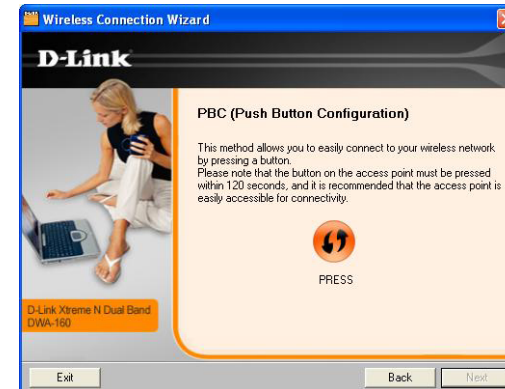 Wireless Connection Wizard
D-Link
PBC (Push Button Configuration)
This method allows you to easily connect to your wireless network
by pressing a button.
Please note that the button on the access point must be pressed
within 120 seconds, and it is recommended that the access point is
easily accessible for connectivity.
PRESS
D-Link Xtreme N Dual Band
DWA-160
Exit
Back
Next